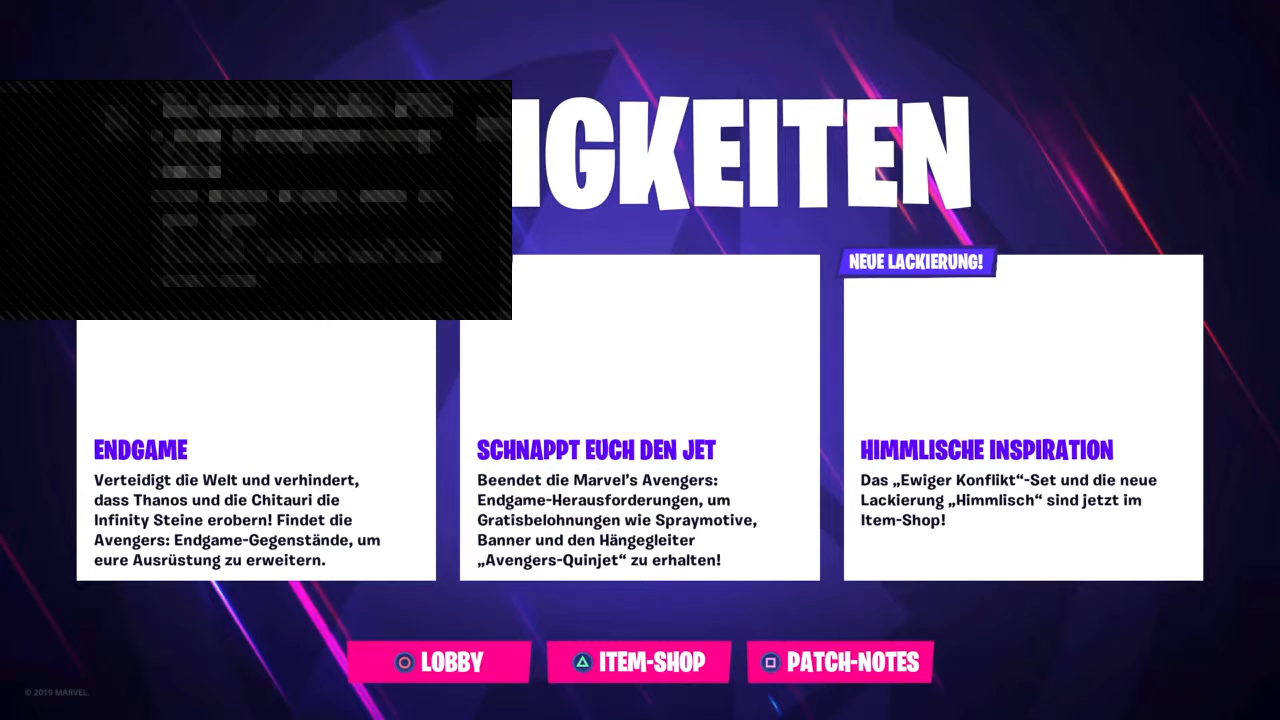 IGKEITEN
NEUE LACKIERUNG!
ENDGAME
Verteidigt die Welt und verhindert,
dass Thanos und die Chitauri die
Infinity Steine erobern! Findet die
Avengers: Endgame-Gegenstände, um
eure Ausrüstung zu erweitern.
SCHNAPPT EUCH DEN JET
Beendet die Marvel's Avengers:
Endgame-Herausforderungen, um
Gratisbelohnungen wie Spraymotive,
Banner und den Hängegleiter
„Avengers-Quinjet“ zu erhalten!
HIMMLISCHE INSPIRATION
Das „Ewiger Konflikt“-Set und die neue
Lackierung „Himmlisch“ sind jetzt im
Item-Shop!
LOBBY
ITEM-SHOP
PATCH-NOTES
© 2019 MARVEL.